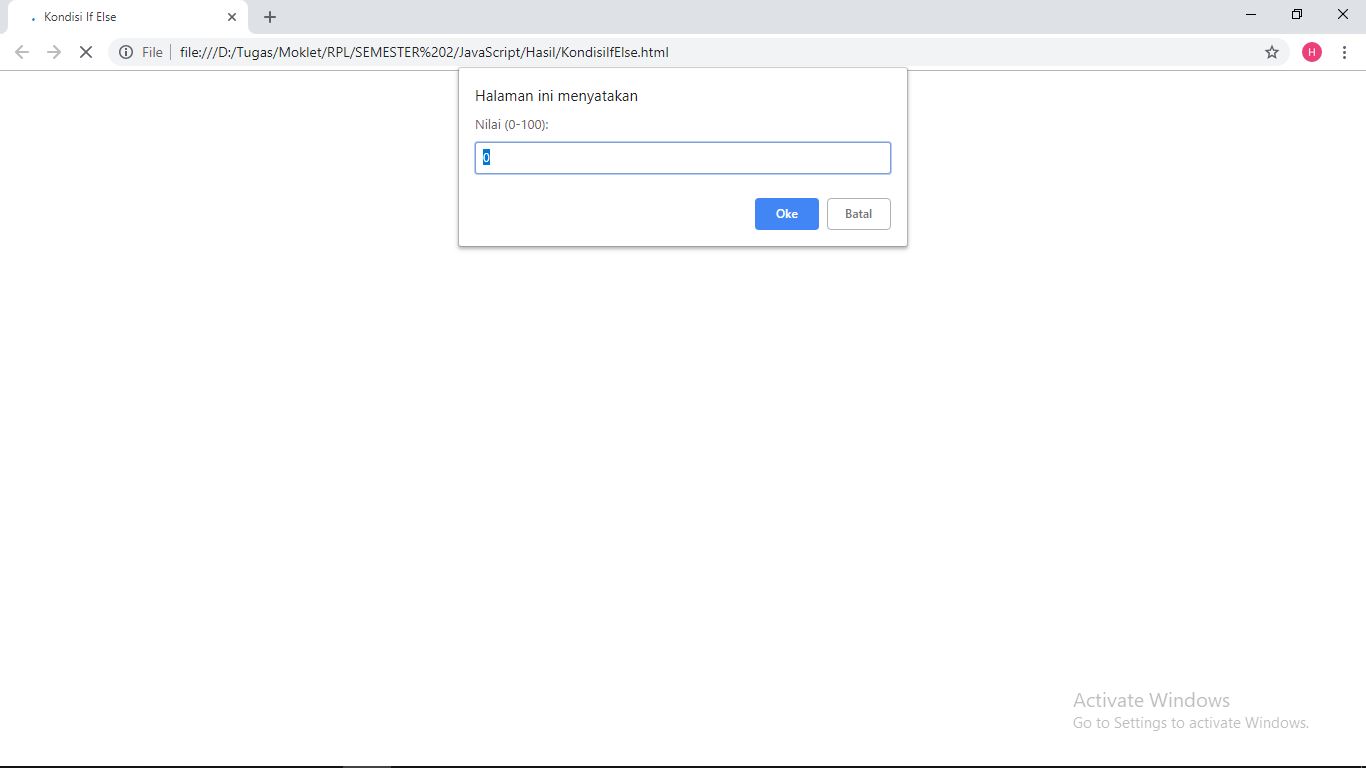 Kondisi If Else
File
file:///D:/Tugas/Moklet/RPL/SEMESTER%202/JavaScript/Hasil/KondisiIfElse.html
H
Halaman ini menyatakan
Nilai (0-100):
0
Oke Batal
Activate Windows
Go to Settings to activate Windows.